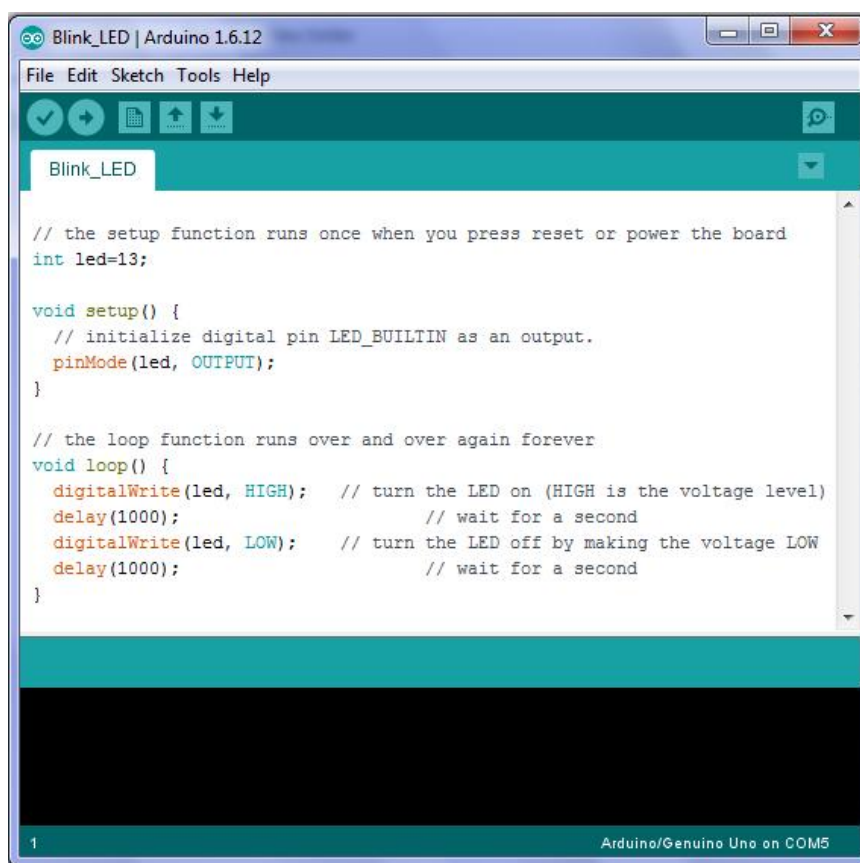 Blink_LED | Arduino 1.6.12
File Edit Sketch Tools Help
Blink_LED
// the setup function runs once when you press reset or power the board
int led=13;
void setup() {
  // initialize digital pin LED_BUILTIN as an output.
  pinMode(led, OUTPUT);
}
// the loop function runs over and over again forever
void loop() {
  digitalWrite(led, HIGH);   // turn the LED on (HIGH is the voltage level)
  delay(1000);                       // wait for a second
  digitalWrite(led, LOW);    // turn the LED off by making the voltage LOW
  delay(1000);                       // wait for a second
}
1 Arduino/Genuino Uno on COM5